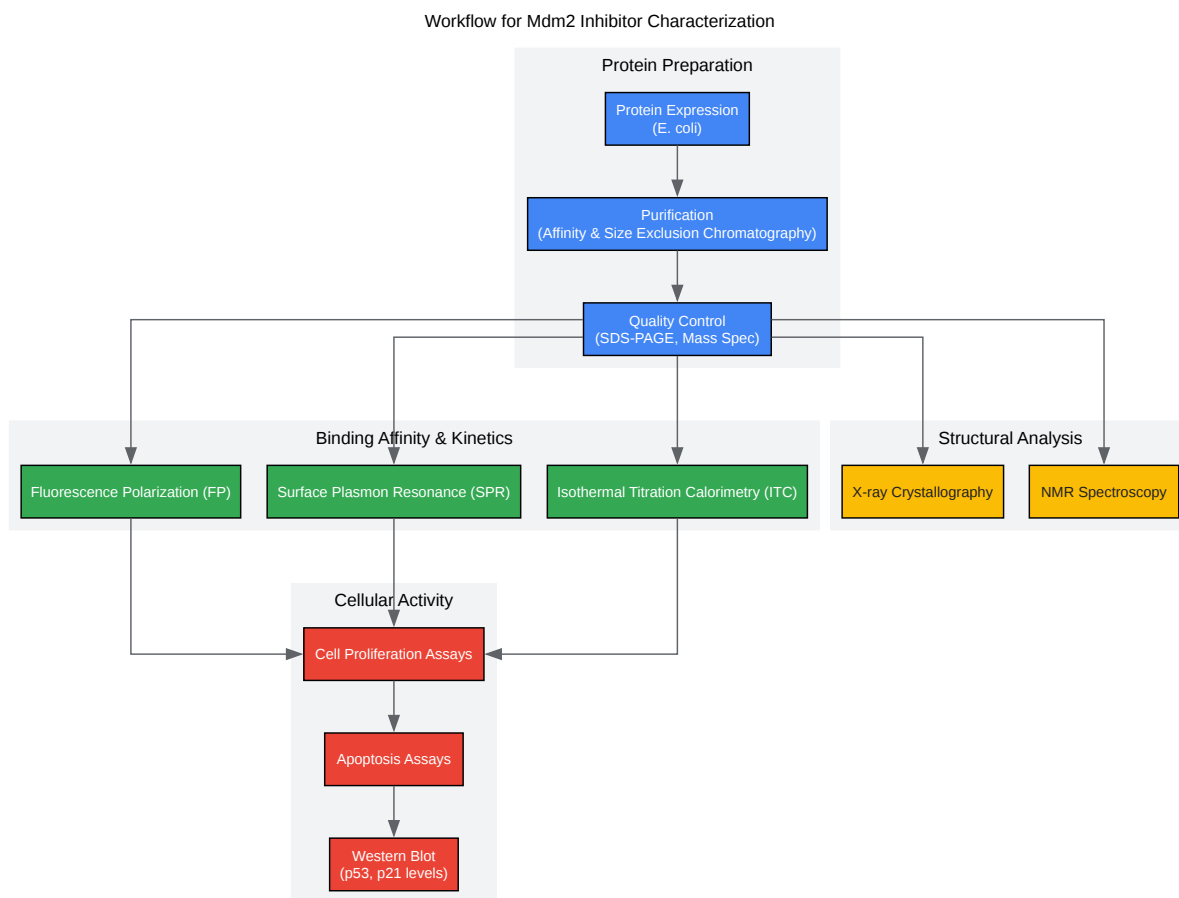 Workflow for Mdm2 Inhibitor Characterization
Protein Preparation
Protein Expression
(E. coli)
Purification
(Affinity & Size Exclusion Chromatography)
Quality Control
(SDS-PAGE, Mass Spec)
Binding Affinity & Kinetics
Fluorescence Polarization (FP)
Surface Plasmon Resonance (SPR)
Isothermal Titration Calorimetry (ITC)
Structural Analysis
X-ray Crystallography
NMR Spectroscopy
Cellular Activity
Cell Proliferation Assays
Apoptosis Assays
Western Blot
(p53, p21 levels)